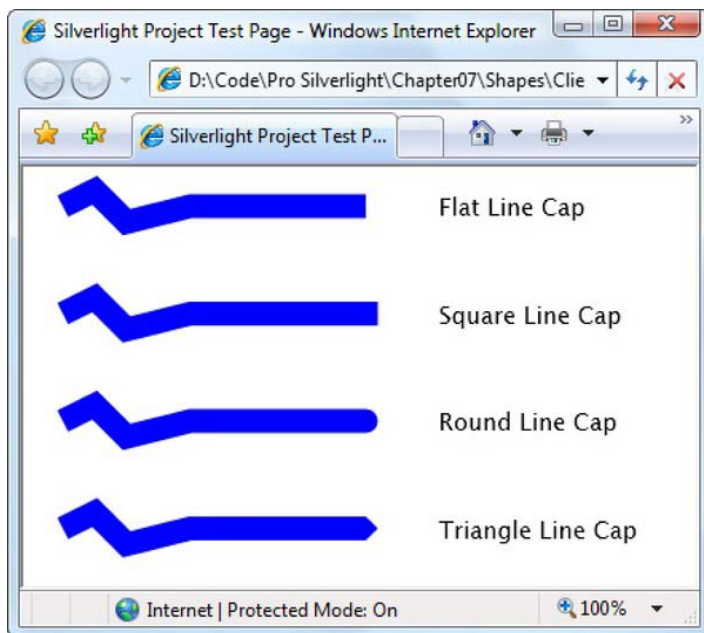 Silverlight Project Test Page - Windows Internet Explorer
D:\Code\Pro Silverlight\Chapter07\Shapes\Clie
Silverlight Project Test P...
Flat Line Cap
Square Line Cap
Round Line Cap
Triangle Line Cap
Internet | Protected Mode: On
100%